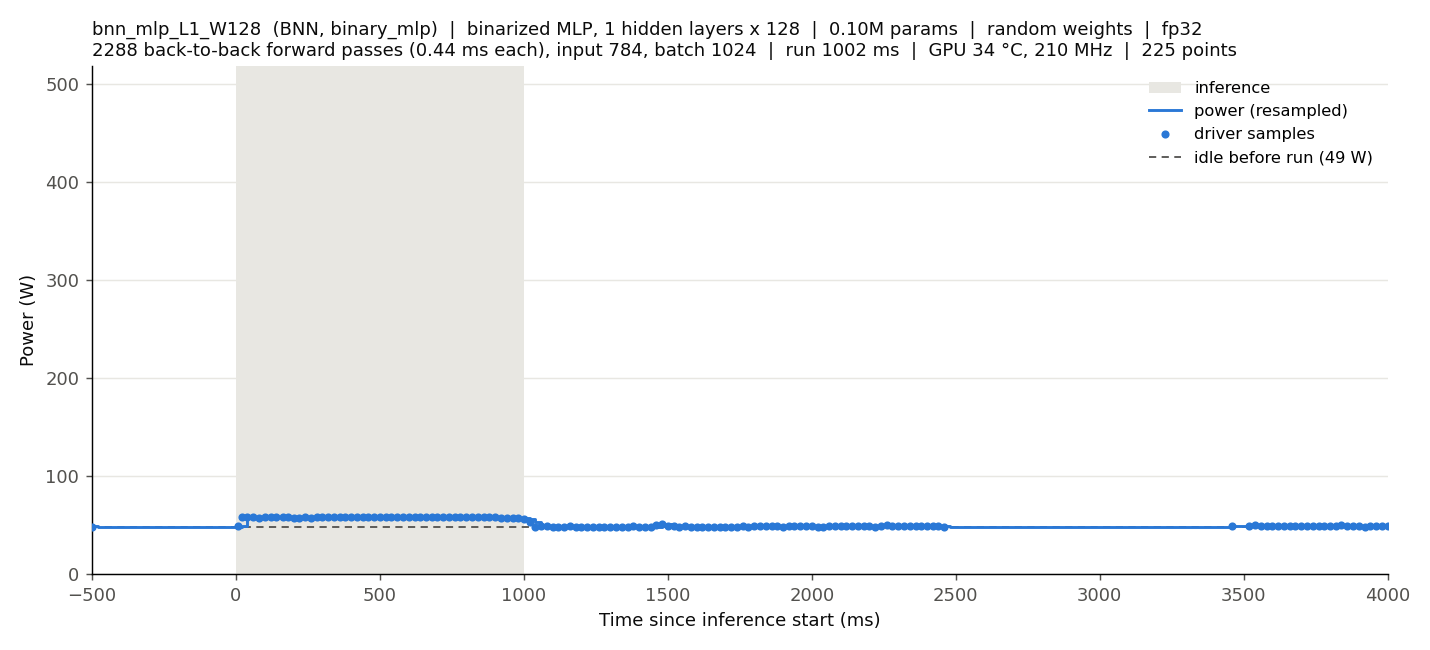 bnn_mlp_L1_W128  (BNN, binary_mlp)  |  binarized MLP, 1 hidden layers x 128  |  0.10M params  |  random weights  |  fp32
2288 back-to-back forward passes (0.44 ms each), input 784, batch 1024  |  run 1002 ms  |  GPU 34 °C, 210 MHz  |  225 points
inference
power (resampled)
driver samples
idle before run (49 W)
Power (W)
500
400
300
200
100
0
−500 0 500 1000 1500 2000 2500 3000 3500 4000
Time since inference start (ms)